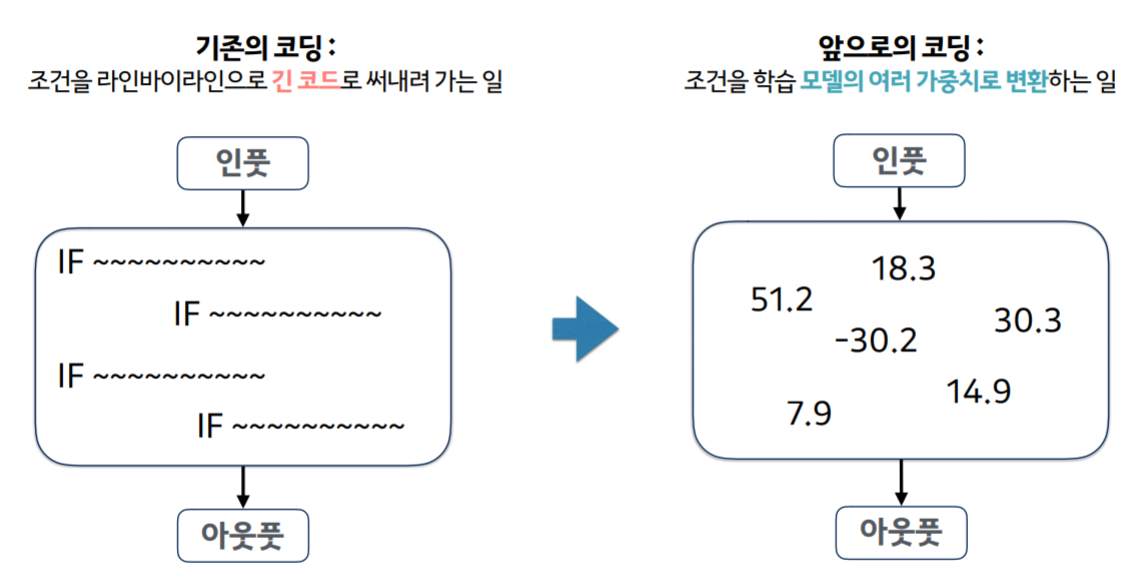 기존의 코딩 :
조건을 라인바이라인으로 긴 코드로 써내려 가는 일
인풋
IF ~~~~~~~~~~
IF ~~~~~~~~~~
IF ~~~~~~~~~~
IF ~~~~~~~~~~
아웃풋
앞으로의 코딩 :
조건을 학습 모델의 여러 가중치로 변환하는 일
인풋
18.3
51.2
30.3
-30.2
14.9
7.9
아웃풋